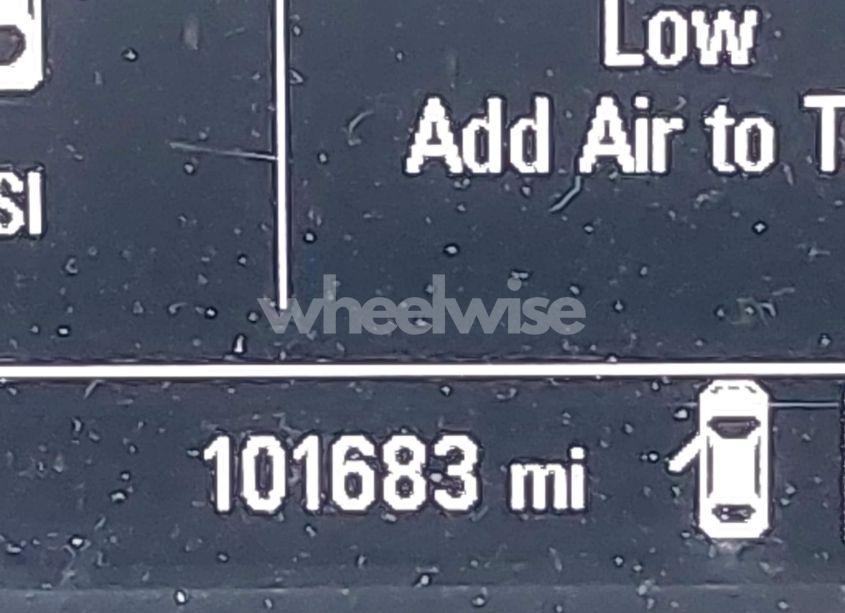 Low
Add Air to T
SI
wheelwise
101683 mi